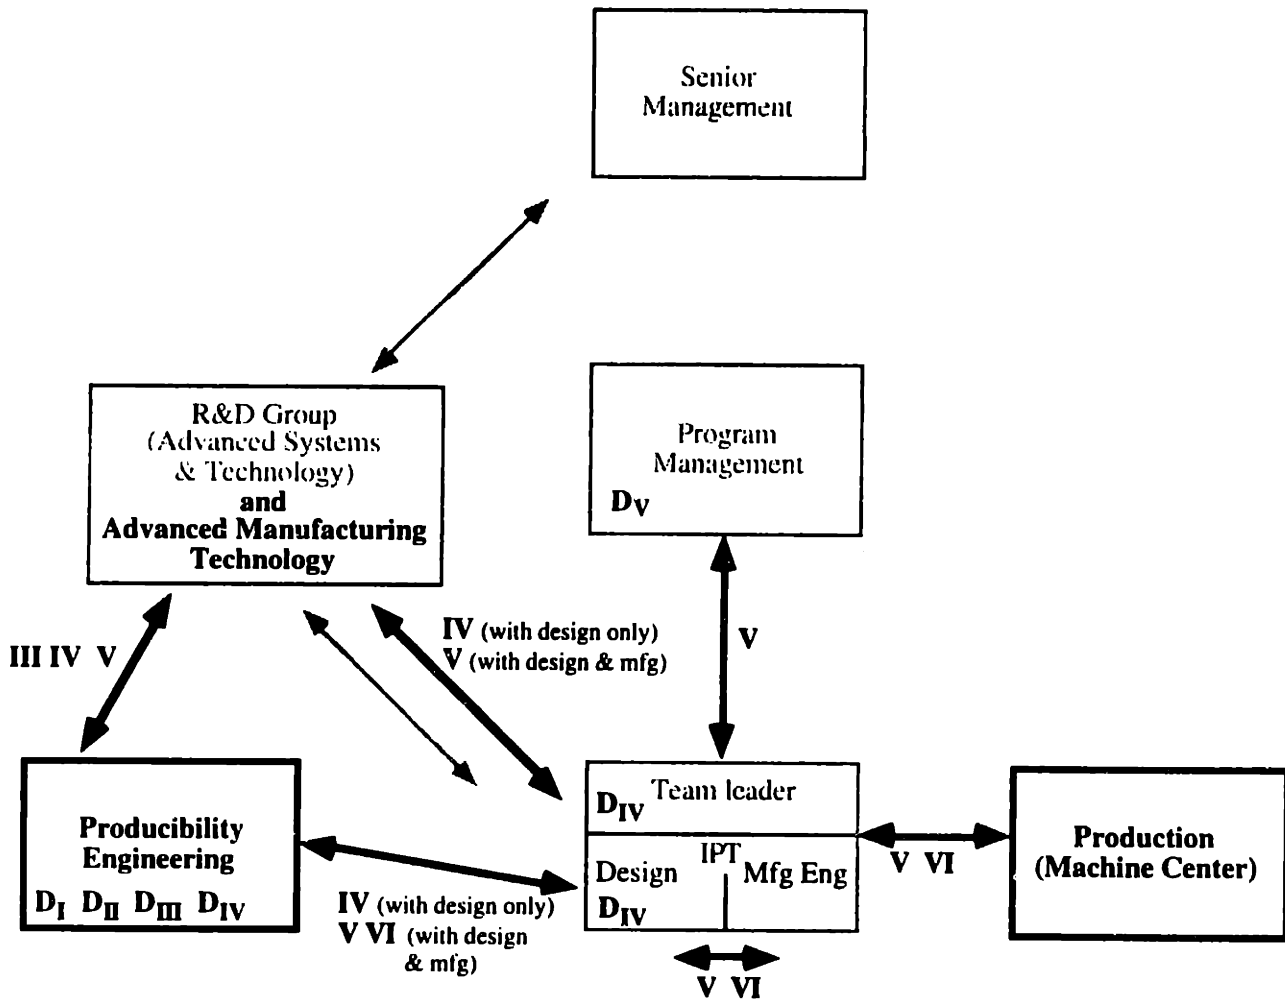 Senior
Management
R&D Group
(Advanced Systems
& Technology)
and
Advanced Manufacturing
Technology
Program
Management
DV
IV (with design only)
V (with design & mfg)
V
III IV V
Producibility
Engineering
DI DII DIII DIV
Team leader
DIV
IPT
Design
Mfg Eng
DIV
V VI
Production
(Machine Center)
IV (with design only)
V VI (with design
& mfg)
V VI